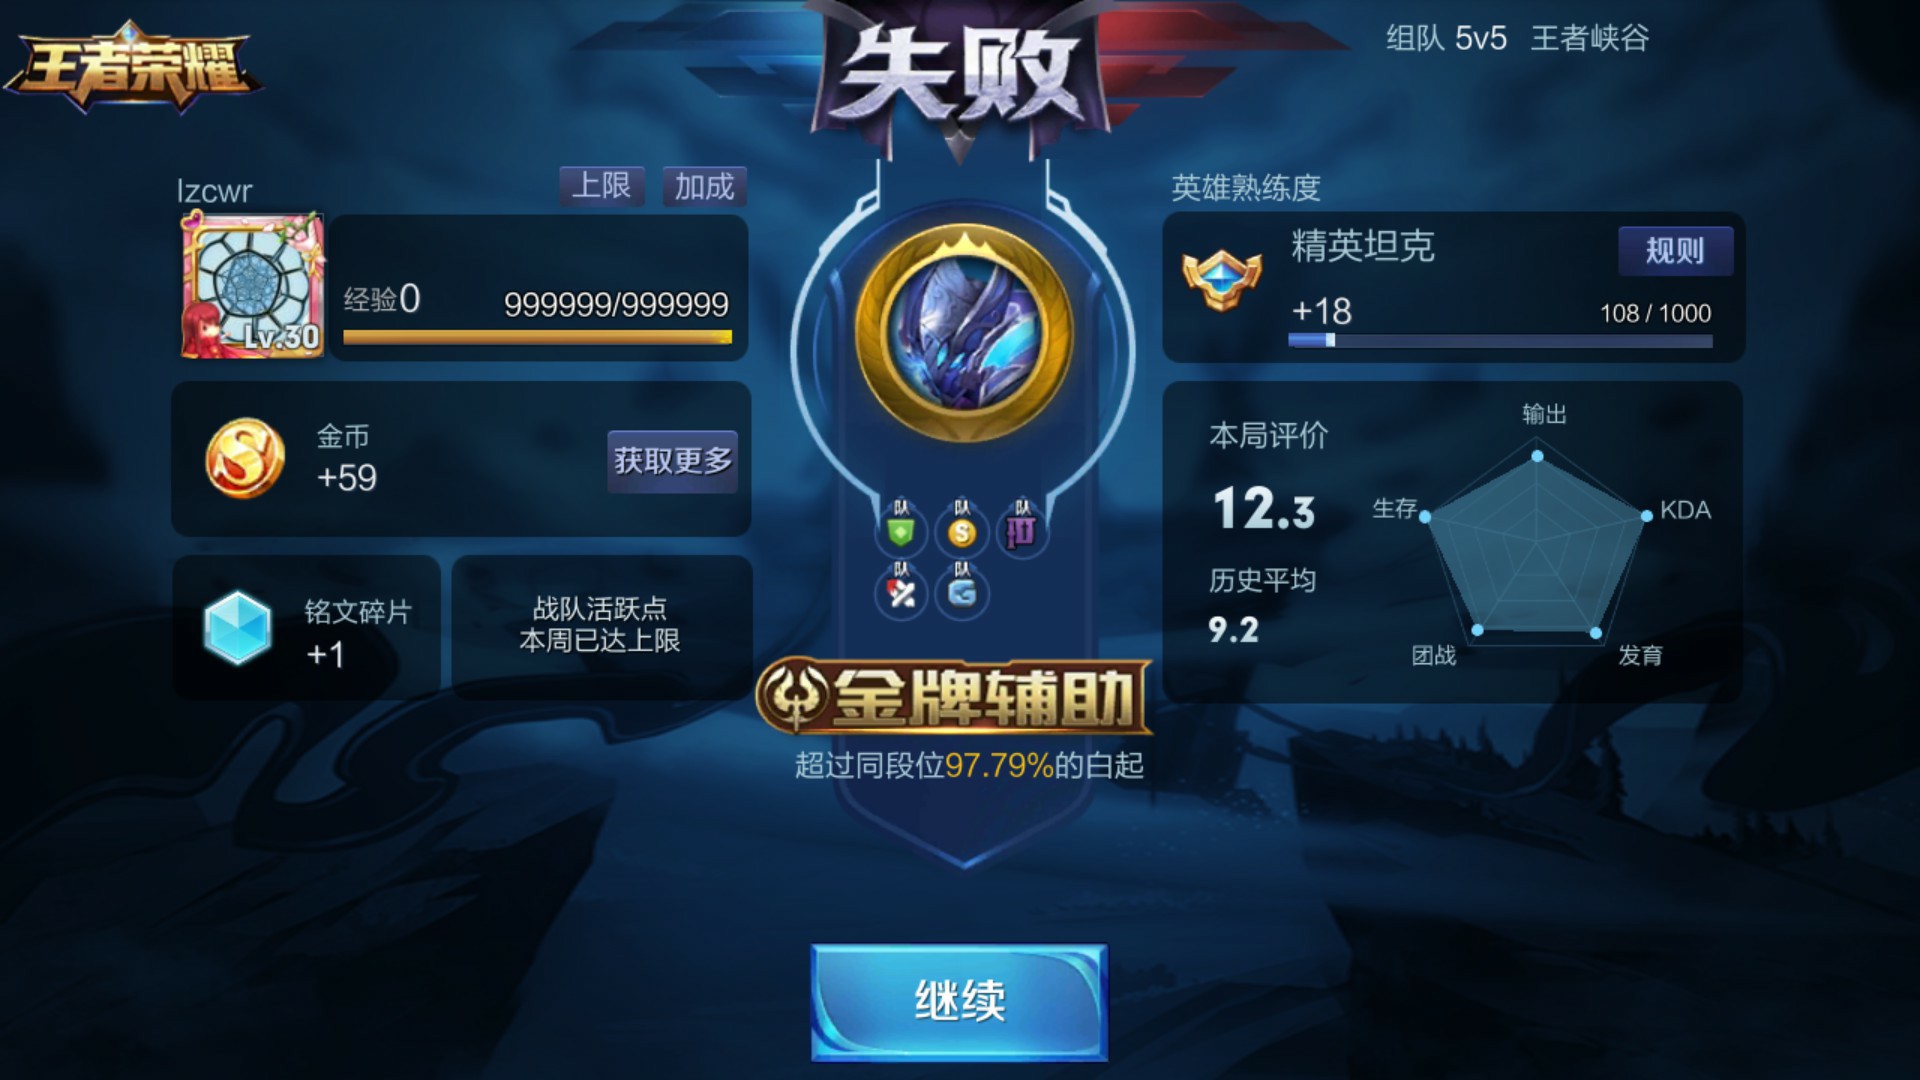 王者荣耀
失败
组队 5v5 王者峡谷
lzcwr
上限 加成
Lv.30
经验0 999999/999999
金币
+59
获取更多
铭文碎片
+1
战队活跃点
本周已达上限
队 队 队
队 队
金牌辅助
超过同段位97.79%的白起
英雄熟练度
精英坦克
规则
+18 108 / 1000
本局评价
12.3
历史平均
9.2
输出
生存 KDA
团战 发育
继续